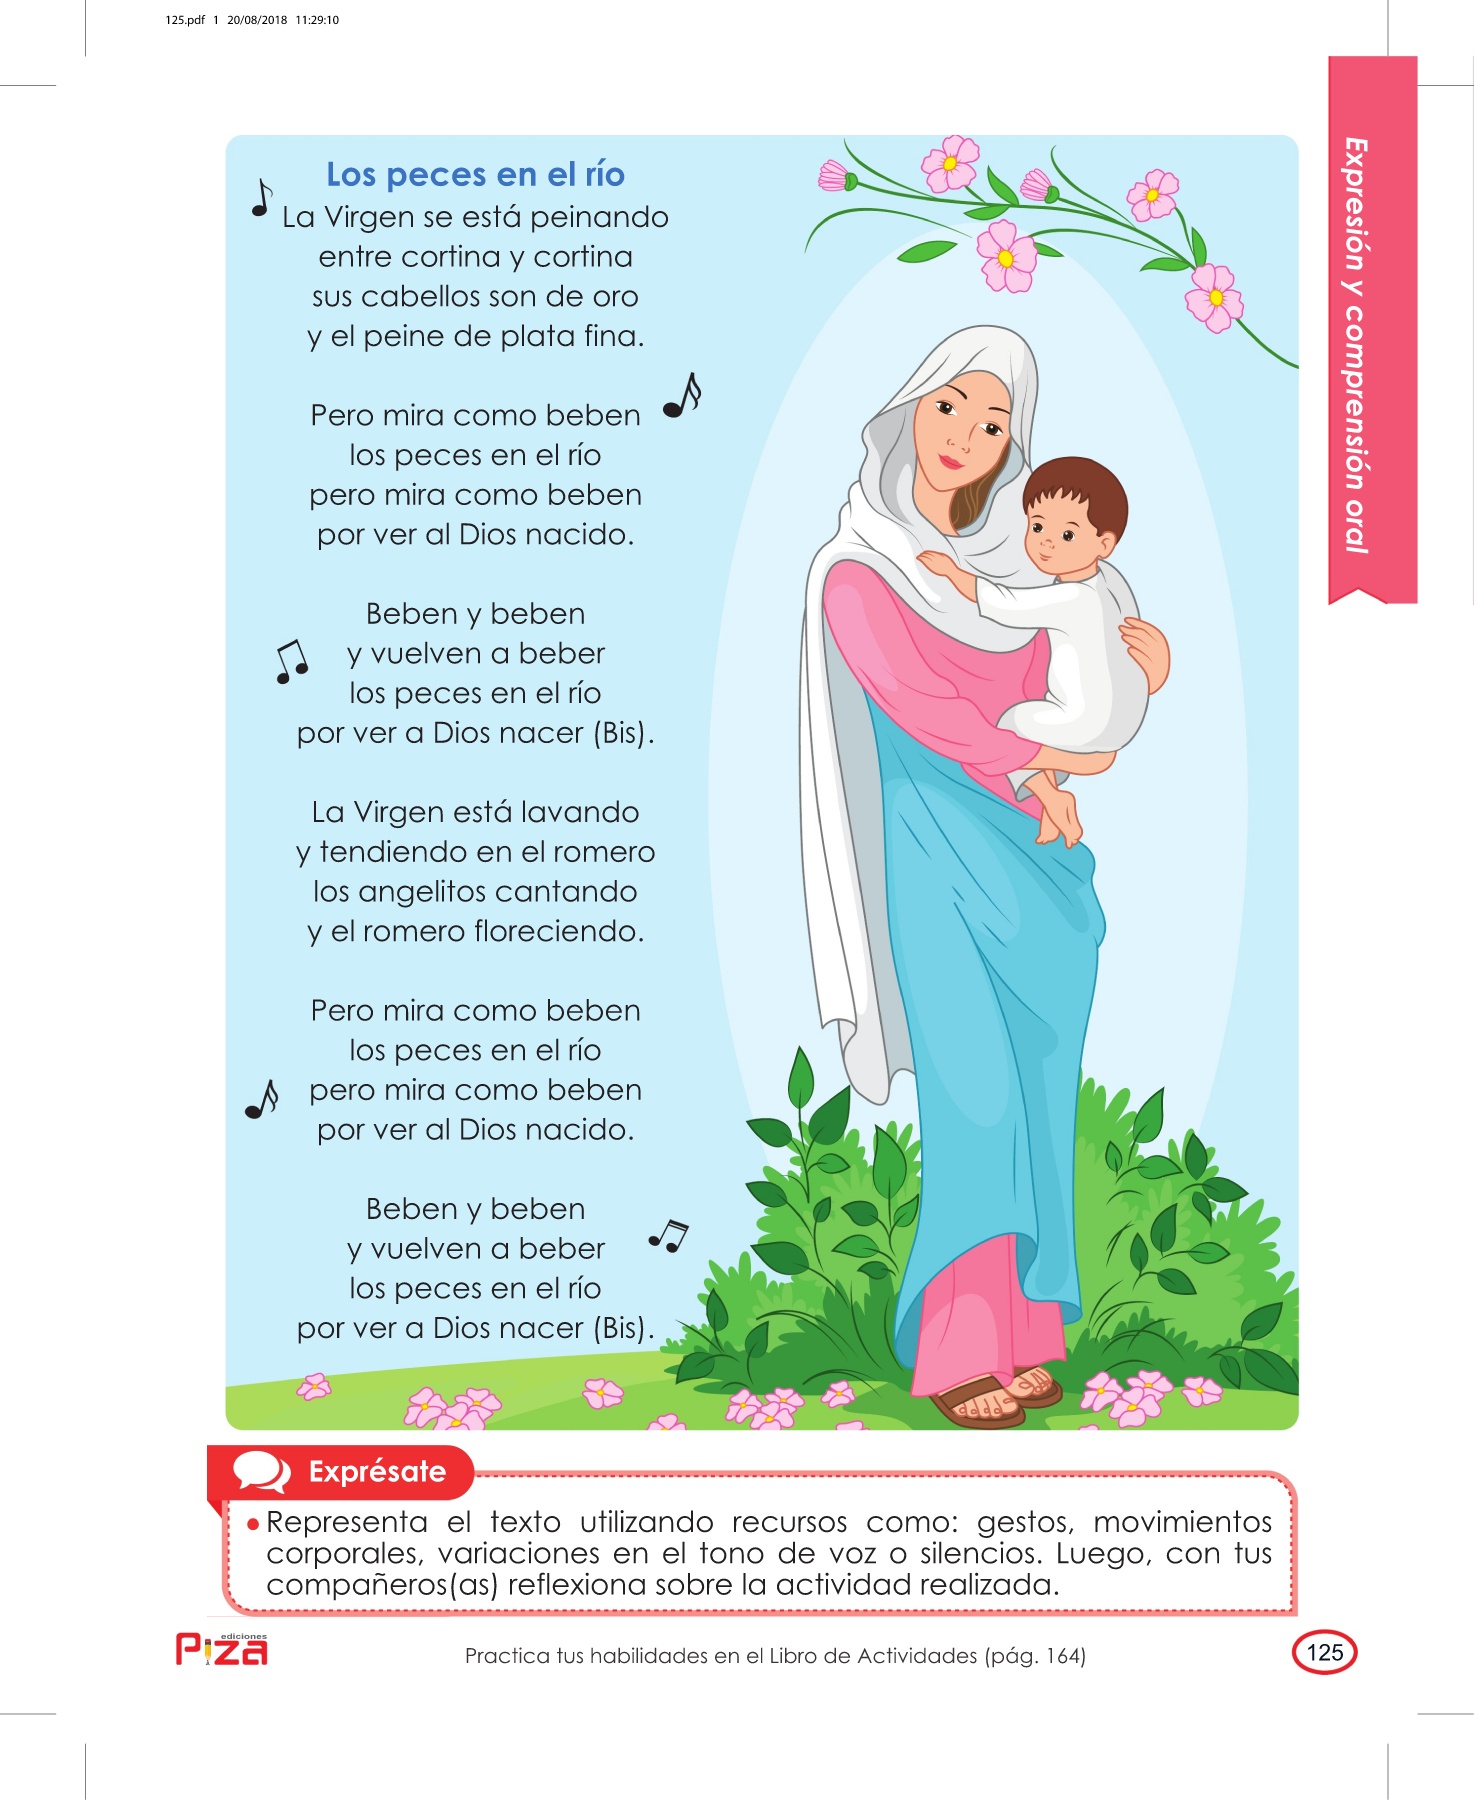 125.pdf 1 20/08/2018 11:29:10
Expresión y comprensión oral
Los peces en el río
La Virgen se está peinando
entre cortina y cortina
sus cabellos son de oro
y el peine de plata fina.
Pero mira como beben
los peces en el río
pero mira como beben
por ver al Dios nacido.
Beben y beben
y vuelven a beber
los peces en el río
por ver a Dios nacer (Bis).
La Virgen está lavando
y tendiendo en el romero
los angelitos cantando
y el romero floreciendo.
Pero mira como beben
los peces en el río
pero mira como beben
por ver al Dios nacido.
Beben y beben
y vuelven a beber
los peces en el río
por ver a Dios nacer (Bis).
Exprésate
• Representa el texto utilizando recursos como: gestos, movimientos
corporales, variaciones en el tono de voz o silencios. Luego, con tus
compañeros(as) reflexiona sobre la actividad realizada.
ediciones
Piza
Practica tus habilidades en el Libro de Actividades (pág. 164)
125